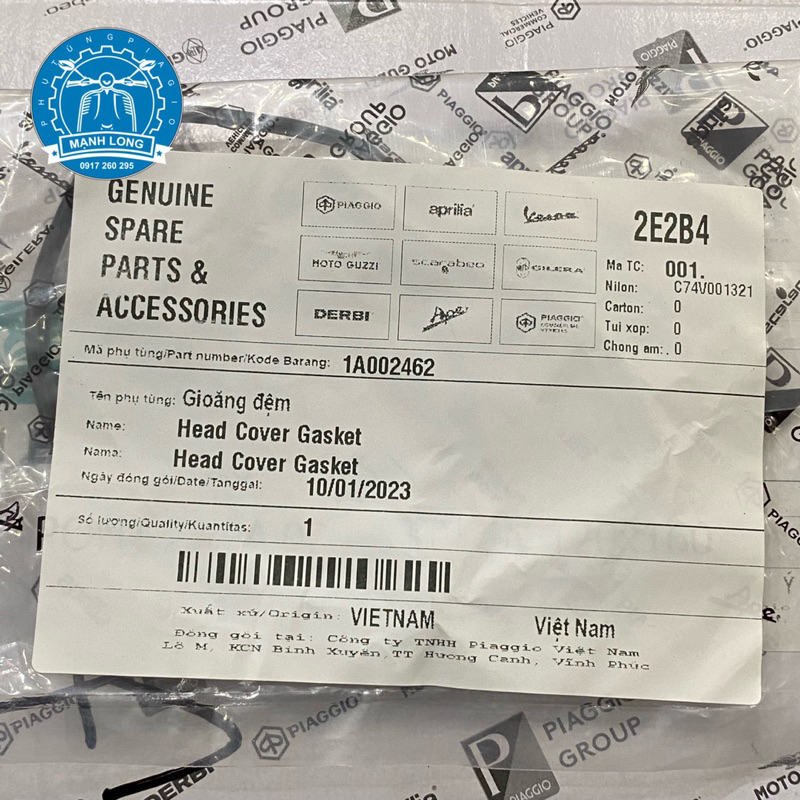 PHỤ TÙNG PIAGGIO
MẠNH LONG
0917 260 295
GENUINE
SPARE
PARTS &
ACCESSORIES
PIAGGIO
aprilia
Vespa
MOTO GUZZI
scarabeo
GILERA
DERBI
Ape
PIAGGIO
COMMERCIAL
VEHICLES
2E2B4
Ma TC: 001.
Nilon: C74V001321
Carton: 0
Tui xop: 0
Chong am:. 0
Mã phụ tùng/Part number/Kode Barang: 1A002462
Tên phụ tùng: Gioăng đệm
Name: Head Cover Gasket
Nama: Head Cover Gasket
Ngày đóng gói/Date/Tanggal: 10/01/2023
Số lượng/Quality/Kuantitas: 1
Xuất xứ/Origin: VIETNAM Việt Nam
Đóng gói tại: Công ty TNHH Piaggio Việt Nam
Lô M, KCN Bình Xuyên,TT Hương Canh, Vĩnh Phúc
PIAGGIO
GROUP
PIAGGIO
DERBI